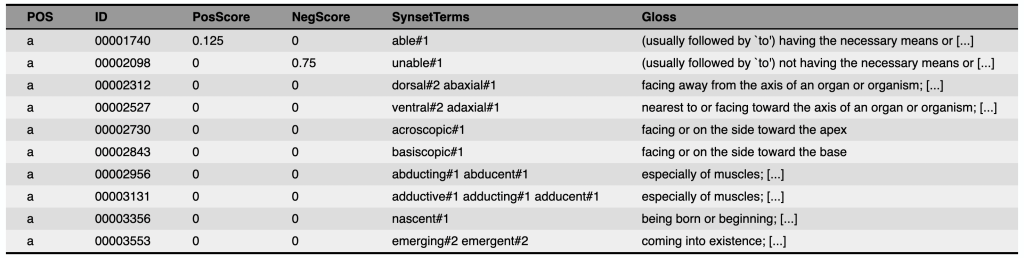 POS ID PosScore NegScore SynsetTerms Gloss
a 00001740 0.125 0 able#1 (usually followed by `to') having the necessary means or [...]
a 00002098 0 0.75 unable#1 (usually followed by `to') not having the necessary means or [...]
a 00002312 0 0 dorsal#2 abaxial#1 facing away from the axis of an organ or organism; [...]
a 00002527 0 0 ventral#2 adaxial#1 nearest to or facing toward the axis of an organ or organism; [...]
a 00002730 0 0 acroscopic#1 facing or on the side toward the apex
a 00002843 0 0 basiscopic#1 facing or on the side toward the base
a 00002956 0 0 abducting#1 abducent#1 especially of muscles; [...]
a 00003131 0 0 adductive#1 adducting#1 adducent#1 especially of muscles; [...]
a 00003356 0 0 nascent#1 being born or beginning; [...]
a 00003553 0 0 emerging#2 emergent#2 coming into existence; [...]